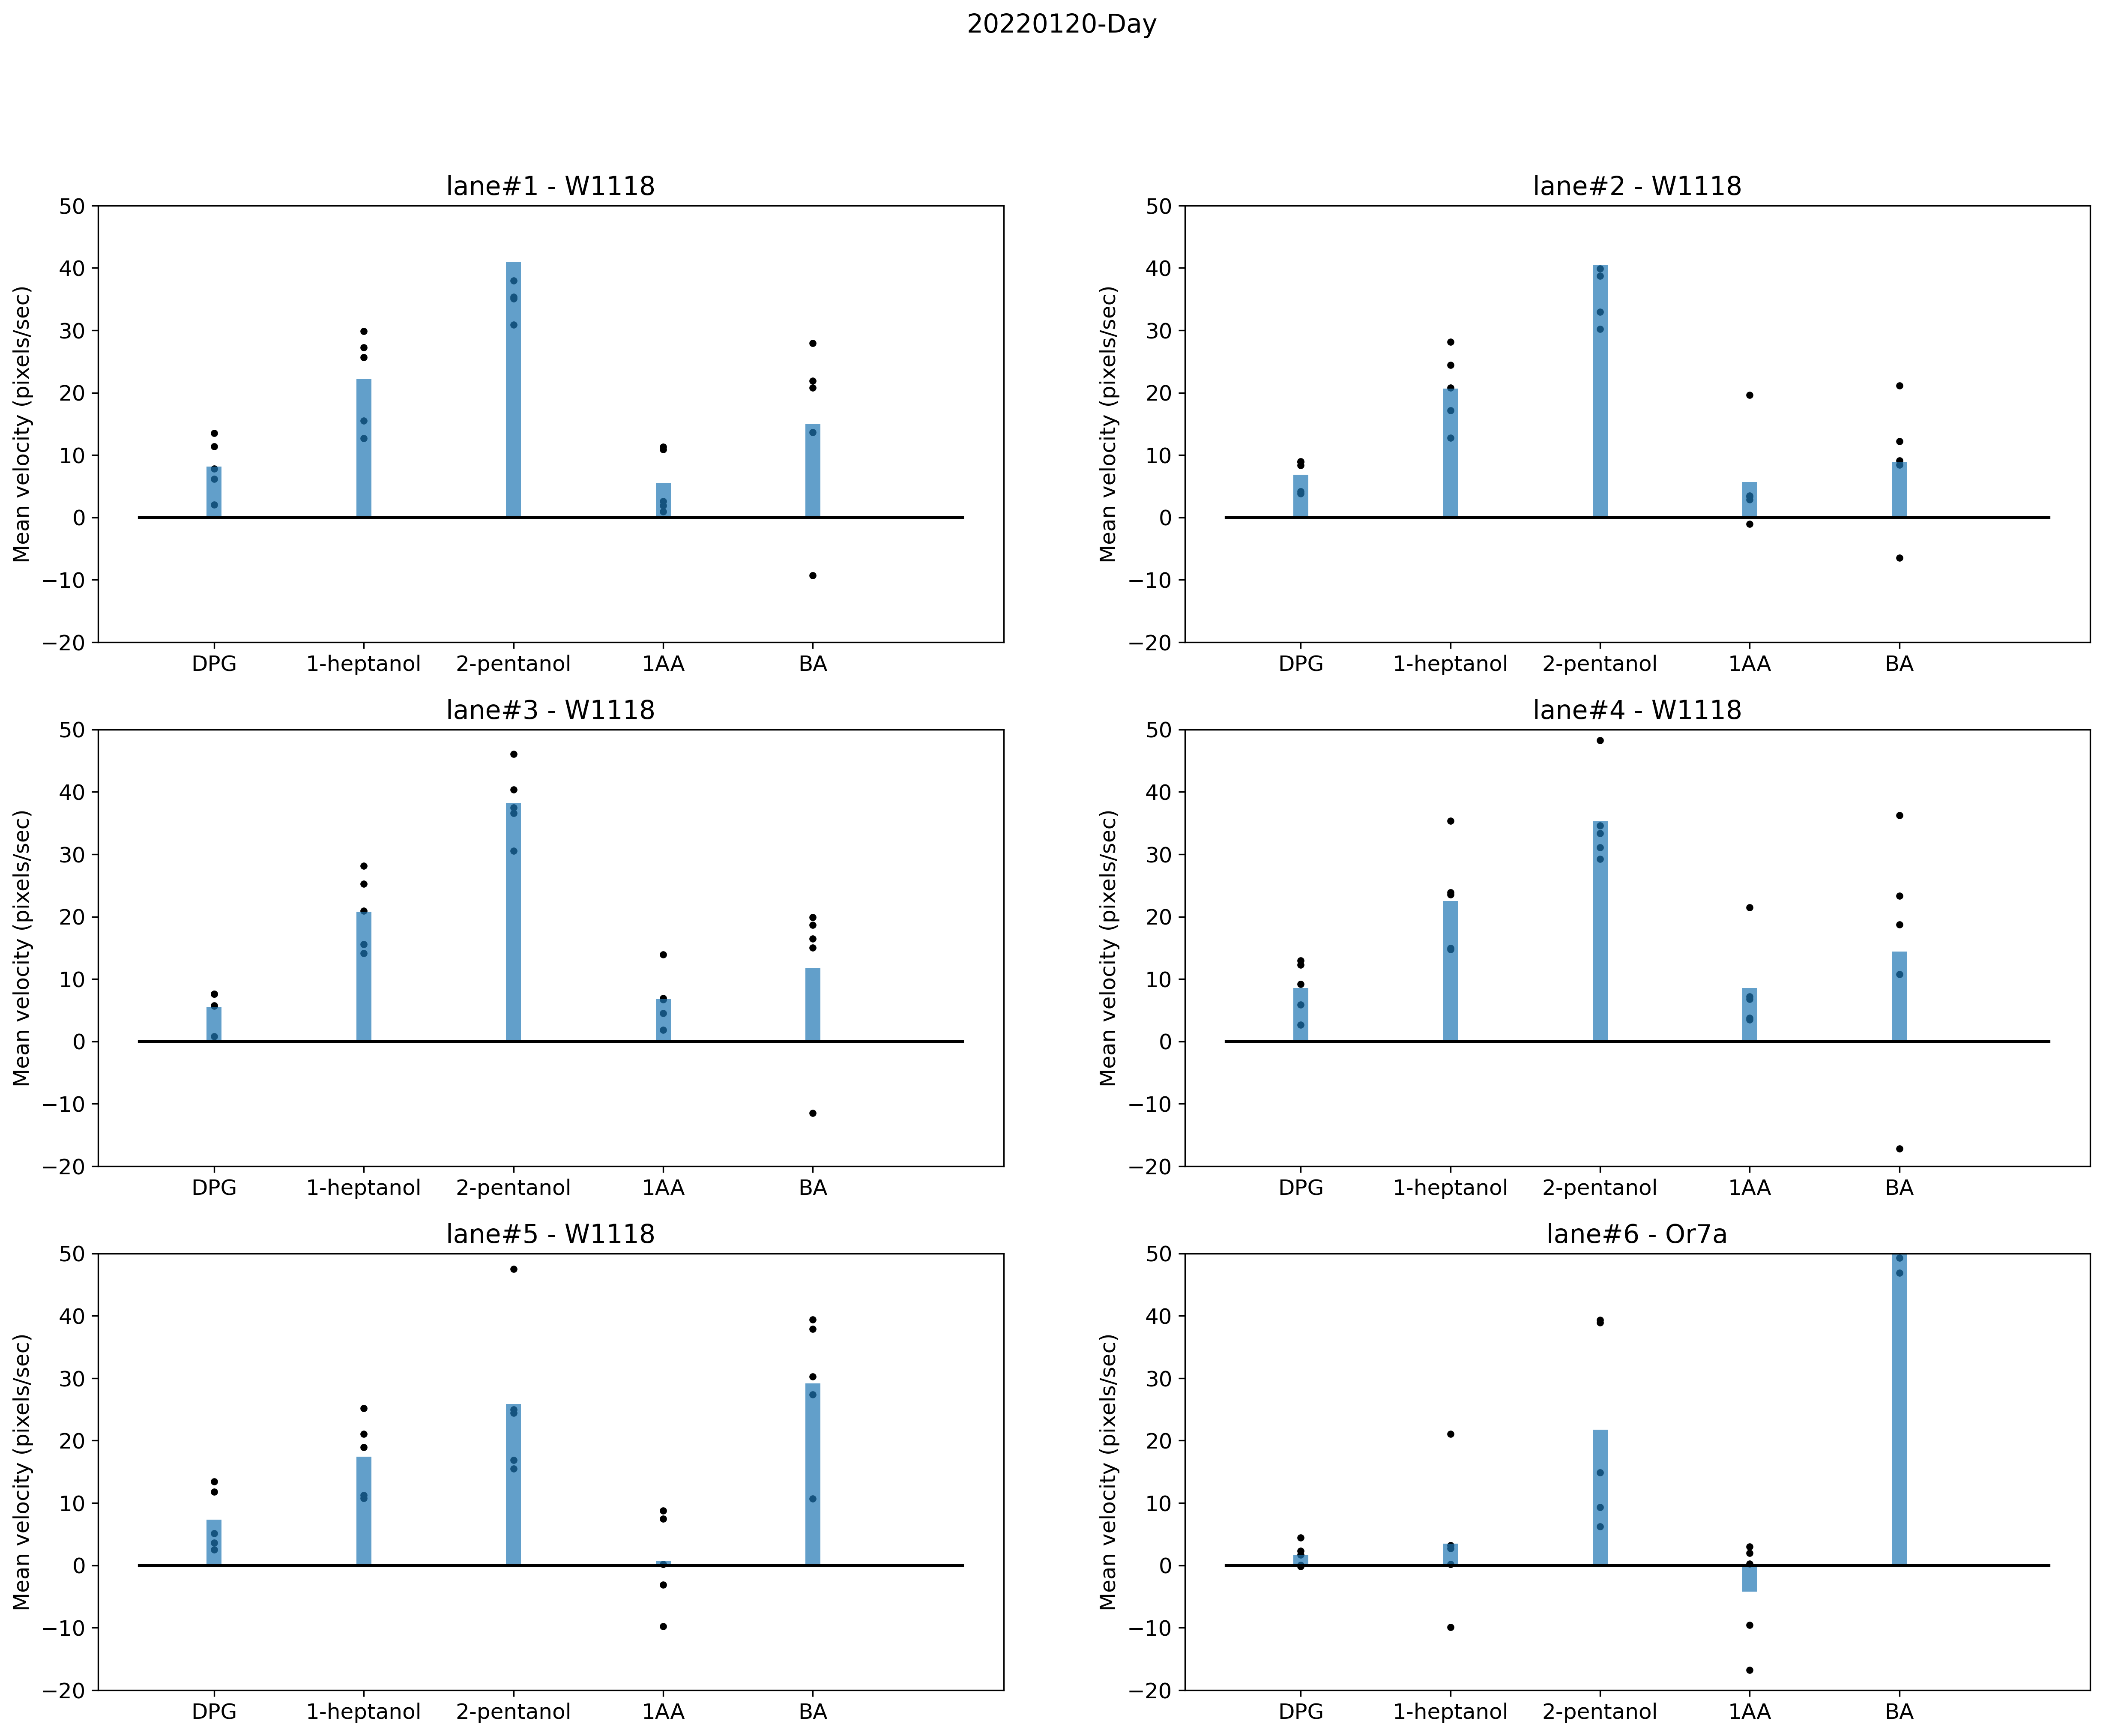 20220120-Day
lane#1 - W1118
Mean velocity (pixels/sec)
50
40
30
20
10
0
−10
−20
DPG 1-heptanol 2-pentanol 1AA BA
lane#2 - W1118
Mean velocity (pixels/sec)
50
40
30
20
10
0
−10
−20
DPG 1-heptanol 2-pentanol 1AA BA
lane#3 - W1118
Mean velocity (pixels/sec)
50
40
30
20
10
0
−10
−20
DPG 1-heptanol 2-pentanol 1AA BA
lane#4 - W1118
Mean velocity (pixels/sec)
50
40
30
20
10
0
−10
−20
DPG 1-heptanol 2-pentanol 1AA BA
lane#5 - W1118
Mean velocity (pixels/sec)
50
40
30
20
10
0
−10
−20
DPG 1-heptanol 2-pentanol 1AA BA
lane#6 - Or7a
Mean velocity (pixels/sec)
50
40
30
20
10
0
−10
−20
DPG 1-heptanol 2-pentanol 1AA BA